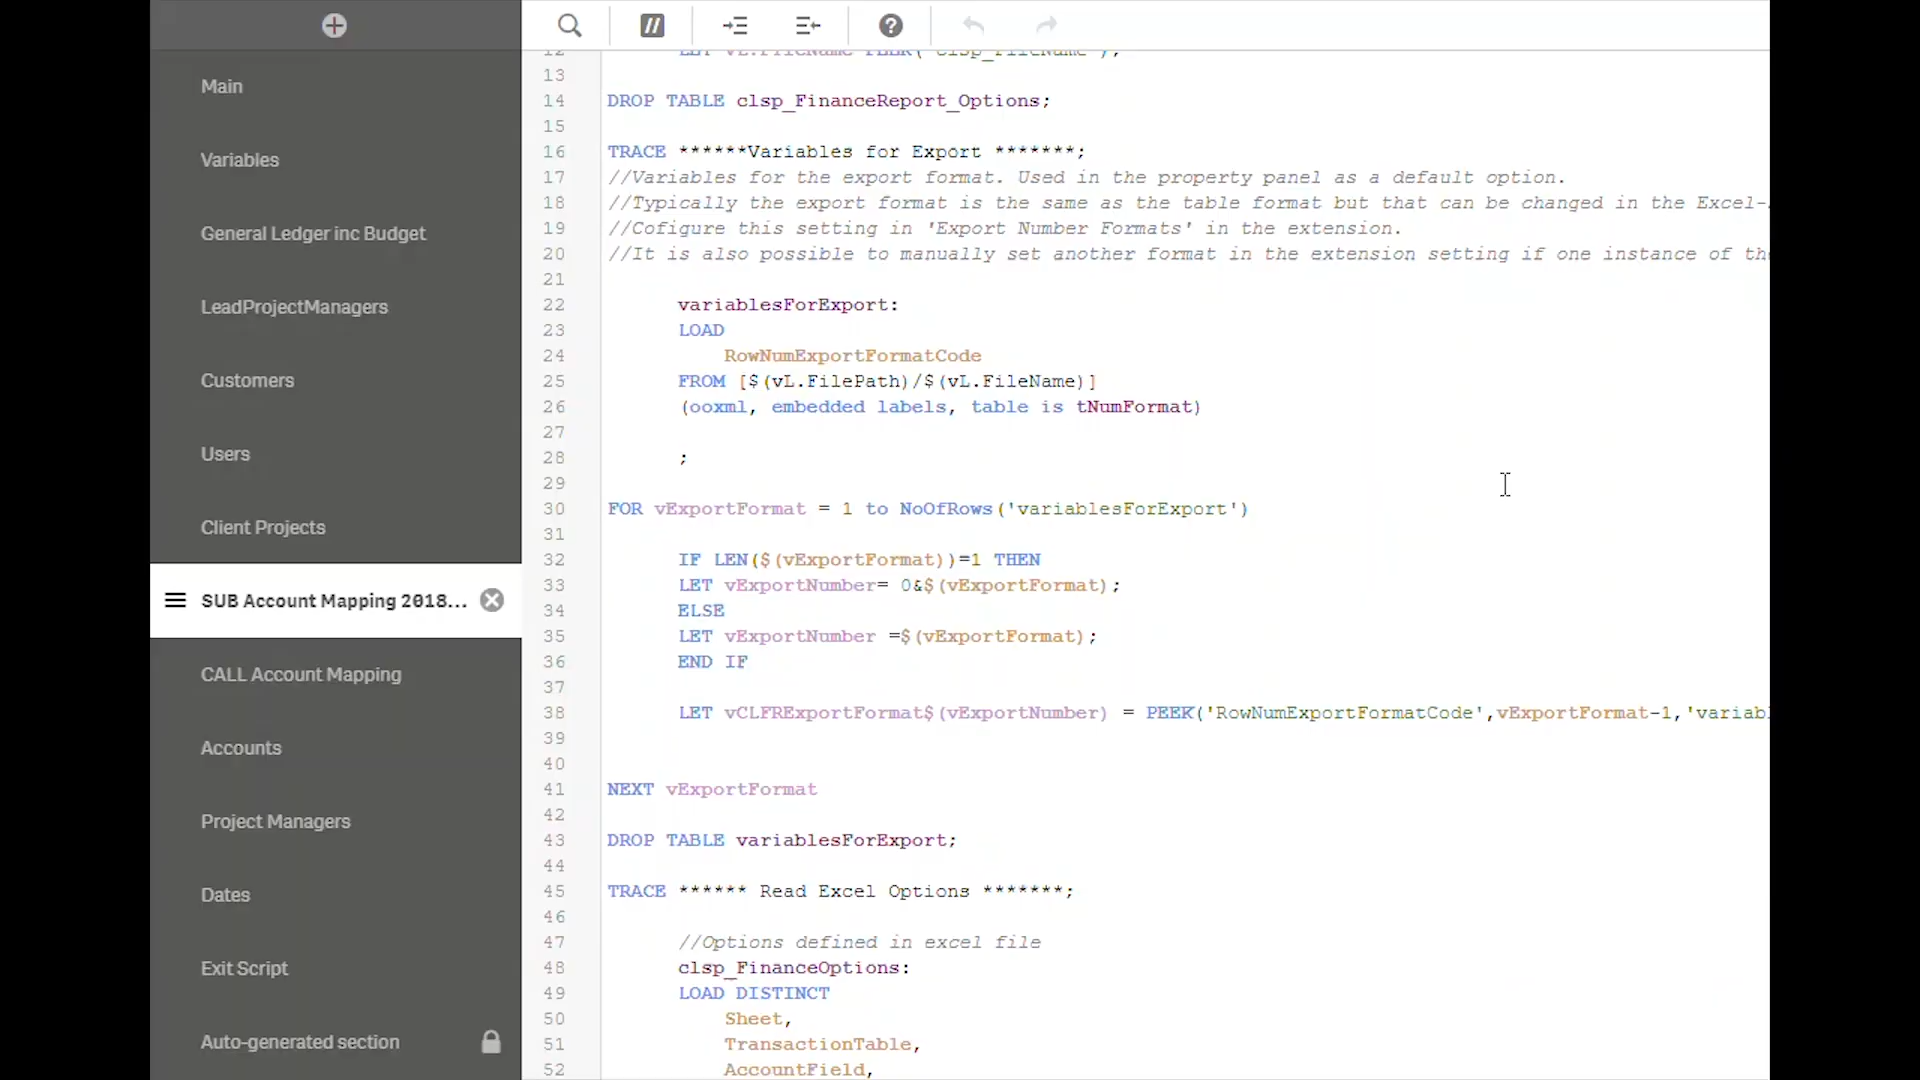 Main
Variables
General Ledger inc Budget
LeadProjectManagers
Customers
Users
Client Projects
SUB Account Mapping 2018...
CALL Account Mapping
Accounts
Project Managers
Dates
Exit Script
Auto-generated section
12 LET vL.FileName PEEK('clsp_FileName');
13
14 DROP TABLE clsp_FinanceReport_Options;
15
16 TRACE ******Variables for Export *******;
17 //Variables for the export format. Used in the property panel as a default option.
18 //Typically the export format is the same as the table format but that can be changed in the Excel-
19 //Cofigure this setting in 'Export Number Formats' in the extension.
20 //It is also possible to manually set another format in the extension setting if one instance of th
21
22 variablesForExport:
23 LOAD
24 RowNumExportFormatCode
25 FROM [$(vL.FilePath)/$(vL.FileName)]
26 (ooxml, embedded labels, table is tNumFormat)
27
28 ;
29
30 FOR vExportFormat = 1 to NoOfRows('variablesForExport')
31
32 IF LEN($(vExportFormat))=1 THEN
33 LET vExportNumber= 0&$(vExportFormat);
34 ELSE
35 LET vExportNumber =$(vExportFormat);
36 END IF
37
38 LET vCLFRExportFormat$(vExportNumber) = PEEK('RowNumExportFormatCode',vExportFormat-1,'variabl
39
40
41 NEXT vExportFormat
42
43 DROP TABLE variablesForExport;
44
45 TRACE ****** Read Excel Options *******;
46
47 //Options defined in excel file
48 clsp_FinanceOptions:
49 LOAD DISTINCT
50 Sheet,
51 TransactionTable,
52 AccountField,